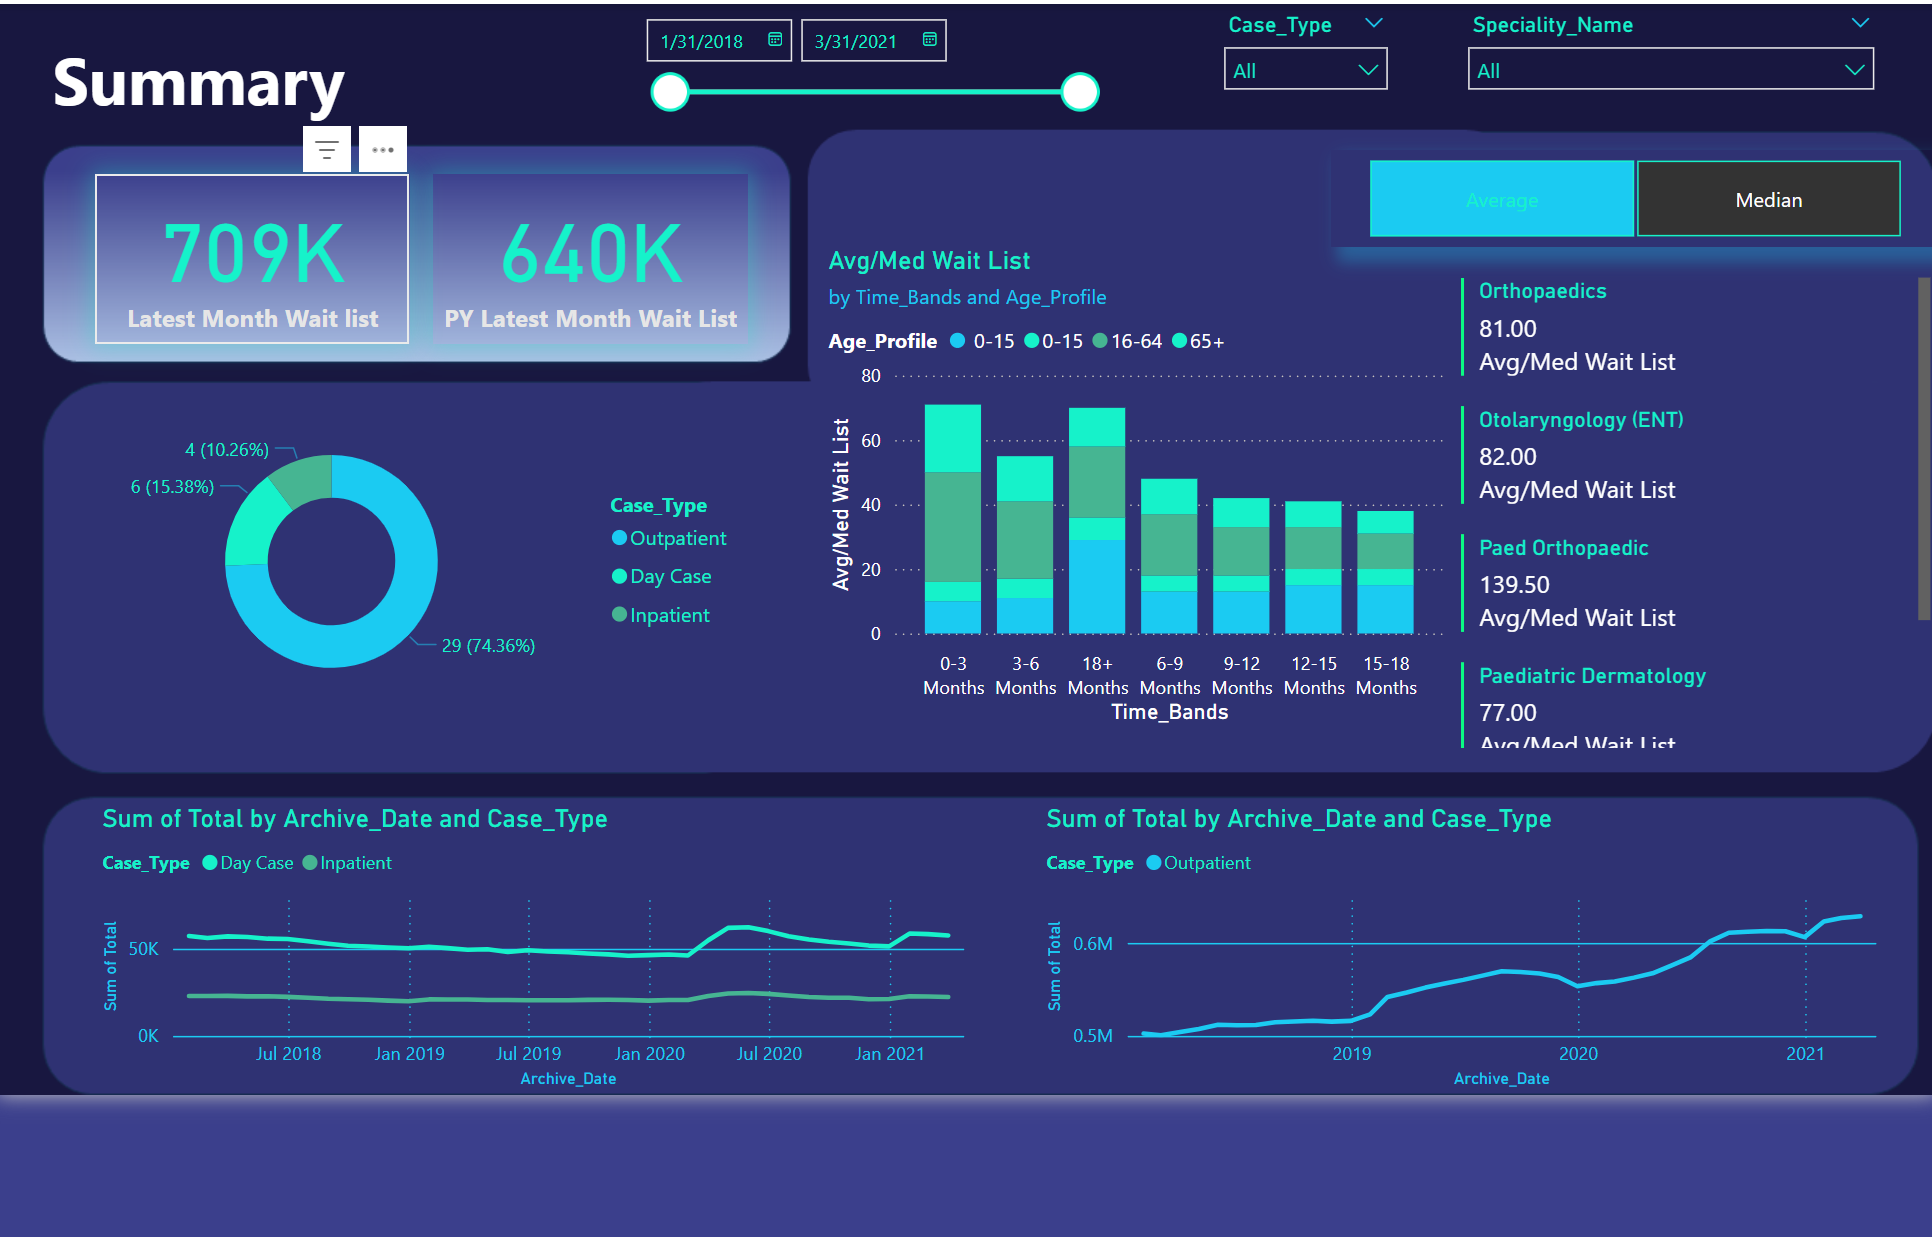 Summary
1/31/2018
3/31/2021
Case_Type
All
Speciality_Name
All
709K
Latest Month Wait list
640K
PY Latest Month Wait List
Average
Median
Avg/Med Wait List
by Time_Bands and Age_Profile
Age_Profile 0-15 0-15 16-64 65+
80
60
40
20
0
Avg/Med Wait List
0-3 Months
3-6 Months
18+ Months
6-9 Months
9-12 Months
12-15 Months
15-18 Months
Time_Bands
Orthopaedics
81.00
Avg/Med Wait List
Otolaryngology (ENT)
82.00
Avg/Med Wait List
Paed Orthopaedic
139.50
Avg/Med Wait List
Paediatric Dermatology
77.00
Avg/Med Wait List
4 (10.26%)
6 (15.38%)
29 (74.36%)
Case_Type
Outpatient
Day Case
Inpatient
Sum of Total by Archive_Date and Case_Type
Case_Type Day Case Inpatient
Sum of Total
50K
0K
Jul 2018 Jan 2019 Jul 2019 Jan 2020 Jul 2020 Jan 2021
Archive_Date
Sum of Total by Archive_Date and Case_Type
Case_Type Outpatient
Sum of Total
0.6M
0.5M
2019 2020 2021
Archive_Date